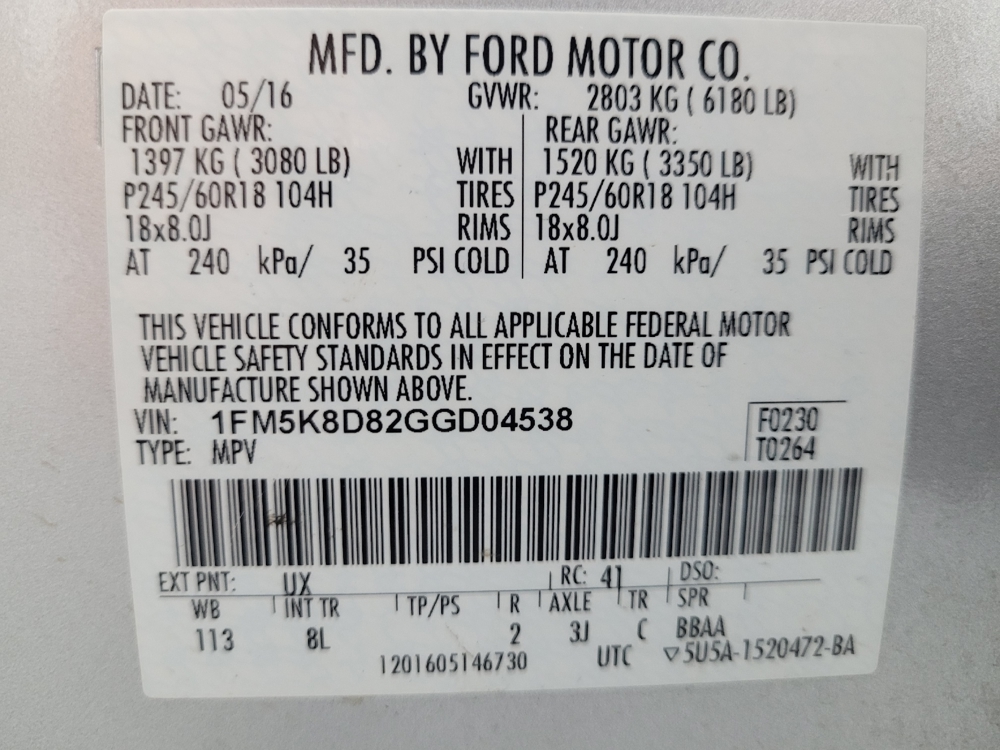 MFD. BY FORD MOTOR CO.
DATE: 05/16 GVWR: 2803 KG ( 6180 LB)
FRONT GAWR: REAR GAWR:
1397 KG ( 3080 LB) WITH 1520 KG ( 3350 LB) WITH
P245/60R18 104H TIRES P245/60R18 104H TIRES
18x8.0J RIMS 18x8.0J RIMS
AT 240 kPa/ 35 PSI COLD AT 240 kPa/ 35 PSI COLD
THIS VEHICLE CONFORMS TO ALL APPLICABLE FEDERAL MOTOR
VEHICLE SAFETY STANDARDS IN EFFECT ON THE DATE OF
MANUFACTURE SHOWN ABOVE.
VIN: 1FM5K8D82GGD04538 F0230
TYPE: MPV T0264
EXT PNT: UX RC: 41 DSO:
WB INT TR TP/PS R AXLE TR SPR
113 8L 2 3J C BBAA
1201605146730 UTC ▽5U5A-1520472-BA